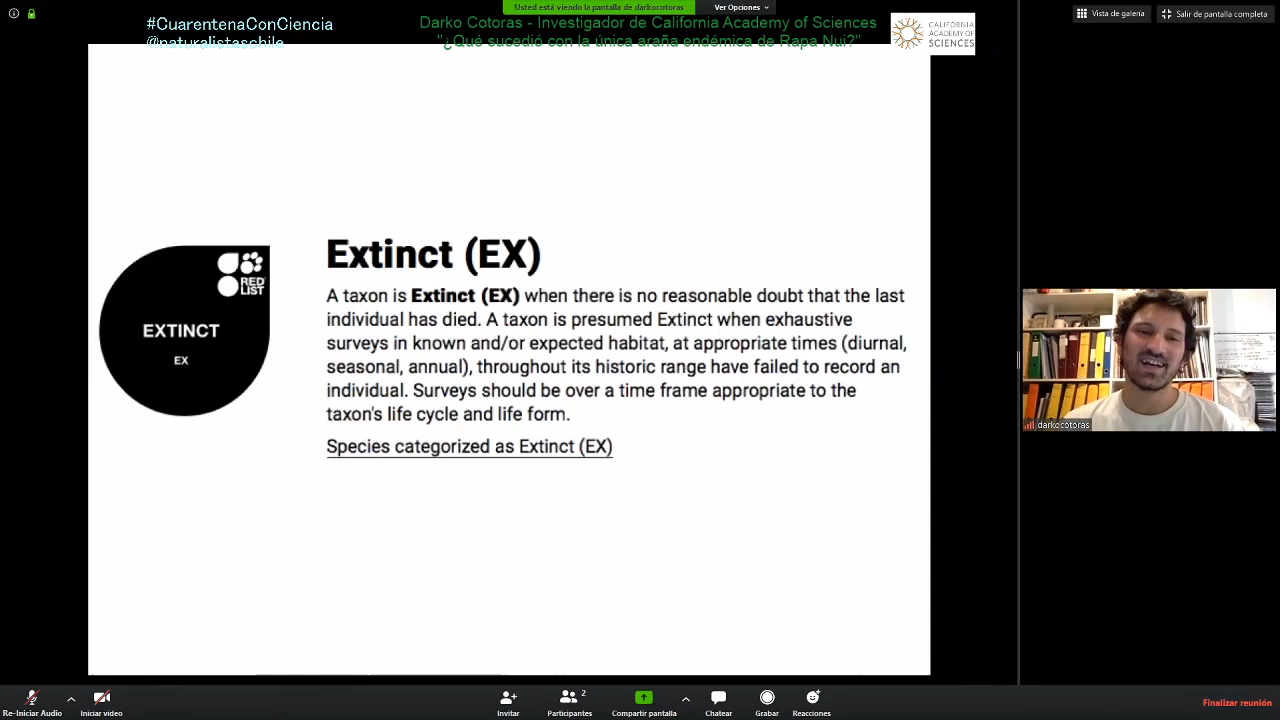 Usted está viendo la pantalla de darkocotoras
Ver Opciones
Vista de galería
Salir de pantalla completa
#CuarentenaConCiencia
@naturalistaschile
Darko Cotoras - Investigador de California Academy of Sciences
"¿Qué sucedió con la única araña endémica de Rapa Nui?"
CALIFORNIA
ACADEMY OF
SCIENCES
RED
LIST
EXTINCT
EX
Extinct (EX)
A taxon is Extinct (EX) when there is no reasonable doubt that the last
individual has died. A taxon is presumed Extinct when exhaustive
surveys in known and/or expected habitat, at appropriate times (diurnal,
seasonal, annual), throughout its historic range have failed to record an
individual. Surveys should be over a time frame appropriate to the
taxon's life cycle and life form.
Species categorized as Extinct (EX)
darkocotoras
Re-Iniciar Audio
Iniciar video
Invitar
Participantes
2
Compartir pantalla
Chatear
Grabar
Reacciones
Finalizar reunión